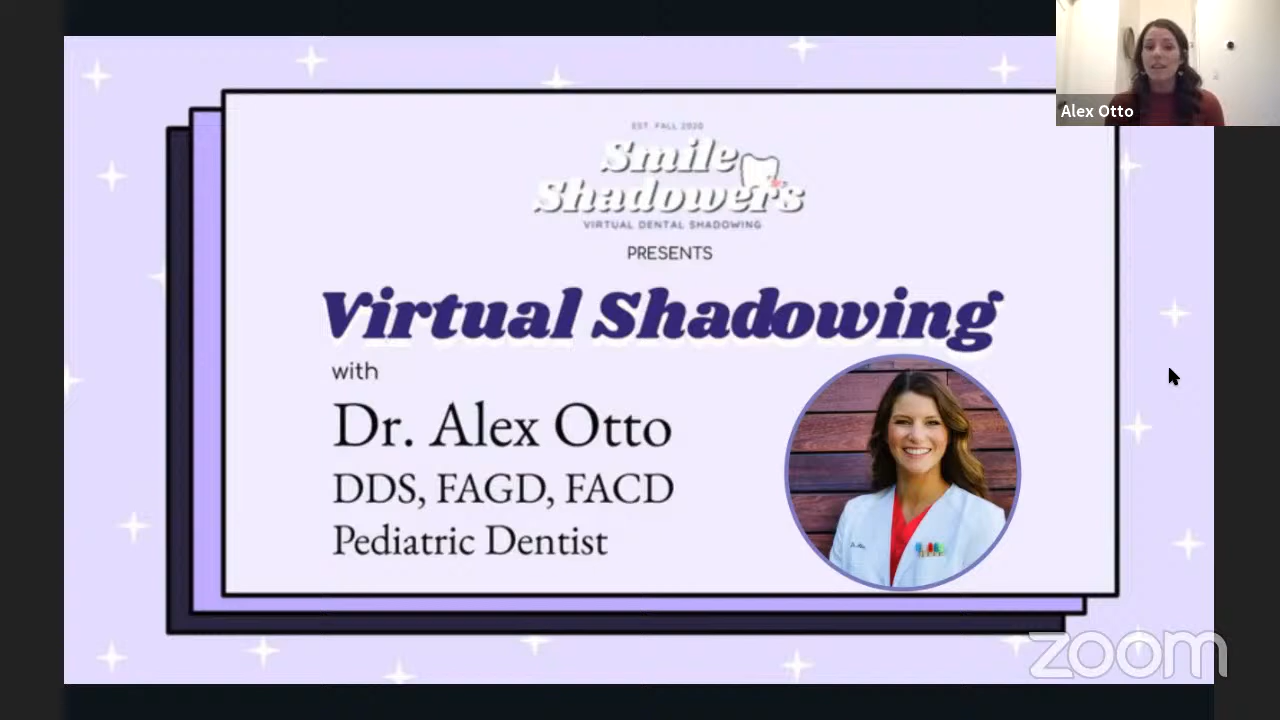 Alex Otto
EST. FALL 2020
Smile
Shadowers
VIRTUAL DENTAL SHADOWING
PRESENTS
Virtual Shadowing
with
Dr. Alex Otto
DDS, FAGD, FACD
Pediatric Dentist
zoom